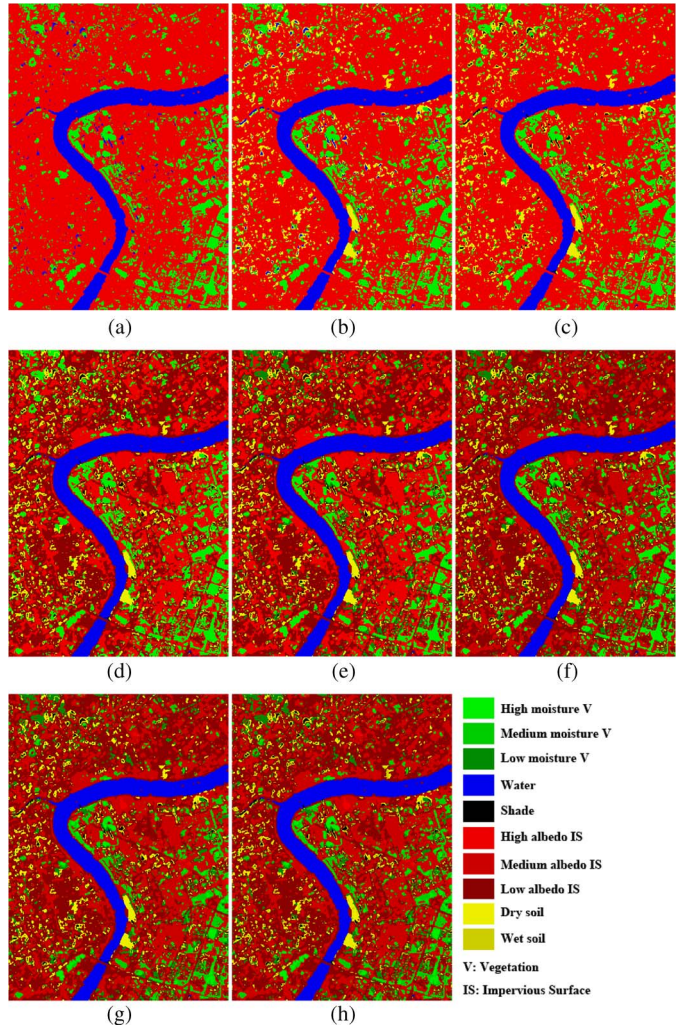 (a) (b) (c)
(d) (e) (f)
High moisture V
Medium moisture V
Low moisture V
Water
Shade
High albedo IS
Medium albedo IS
Low albedo IS
Dry soil
Wet soil
V: Vegetation
IS: Impervious Surface
(g) (h)